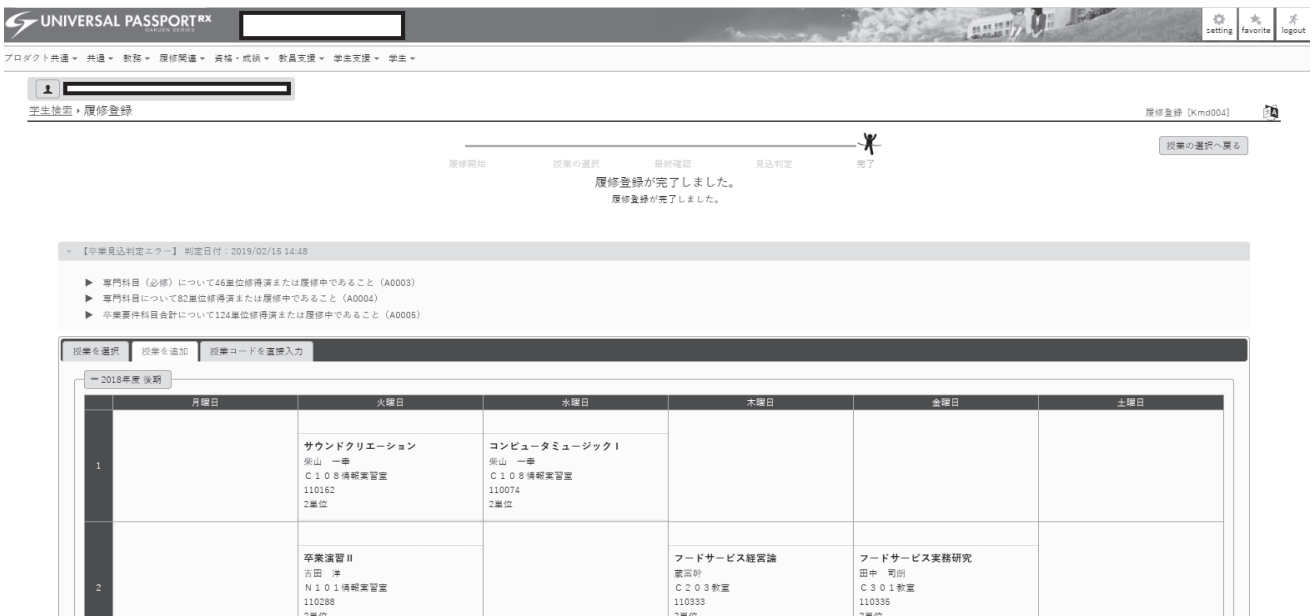 UNIVERSAL PASSPORT RX
GAKUEN SERIES
setting
favorite
logout
プロダクト共通 共通 教務 履修関連 資格・成績 教員支援 学生支援 学生
学生検索 履修登録
履修登録 [Kmd004]
授業の選択へ戻る
履修開始 授業の選択 最終確認 見込判定 完了
履修登録が完了しました。
履修登録が完了しました。
【卒業見込判定エラー】 判定日付:2019/02/15 14:48
▶ 専門科目(必修)について46単位修得済または履修中であること(A0003)
▶ 専門科目について82単位修得済または履修中であること(A0004)
▶ 卒業要件科目合計について124単位修得済または履修中であること(A0005)
授業を選択 授業を追加 授業コードを直接入力
ー 2018年度 後期
月曜日 火曜日 水曜日 木曜日 金曜日 土曜日
1
サウンドクリエーション
柴山 一幸
C108情報実習室
110162
2単位
コンピュータミュージックⅠ
柴山 一幸
C108情報実習室
110074
2単位
2
卒業演習Ⅱ
吉田 洋
N101情報実習室
110288
2単位
フードサービス経営論
C203教室
110333
2単位
フードサービス実務研究
田中 司朗
C301教室
110335
2単位